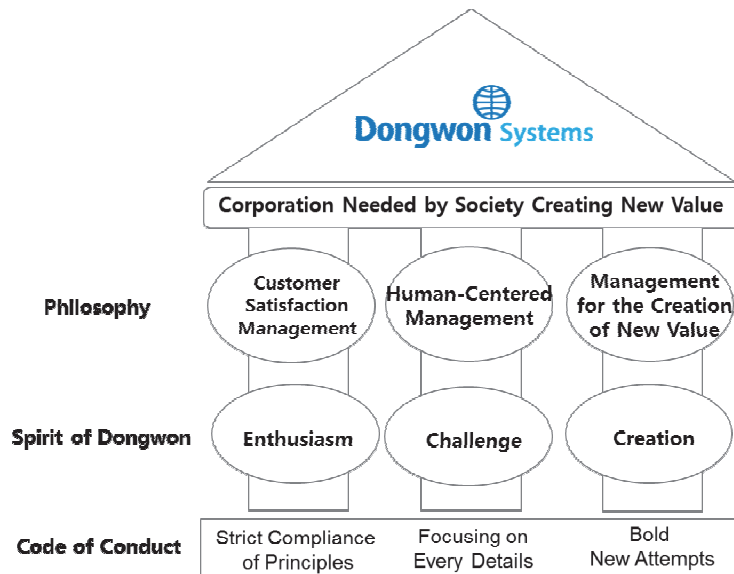 Dongwon Systems
Corporation Needed by Society Creating New Value
Philosophy
Customer
Satisfaction
Management
Human-Centered
Management
Management
for the Creation
of New Value
Spirit of Dongwon
Enthusiasm
Challenge
Creation
Code of Conduct
Strict Compliance
of Principles
Focusing on
Every Details
Bold
New Attempts